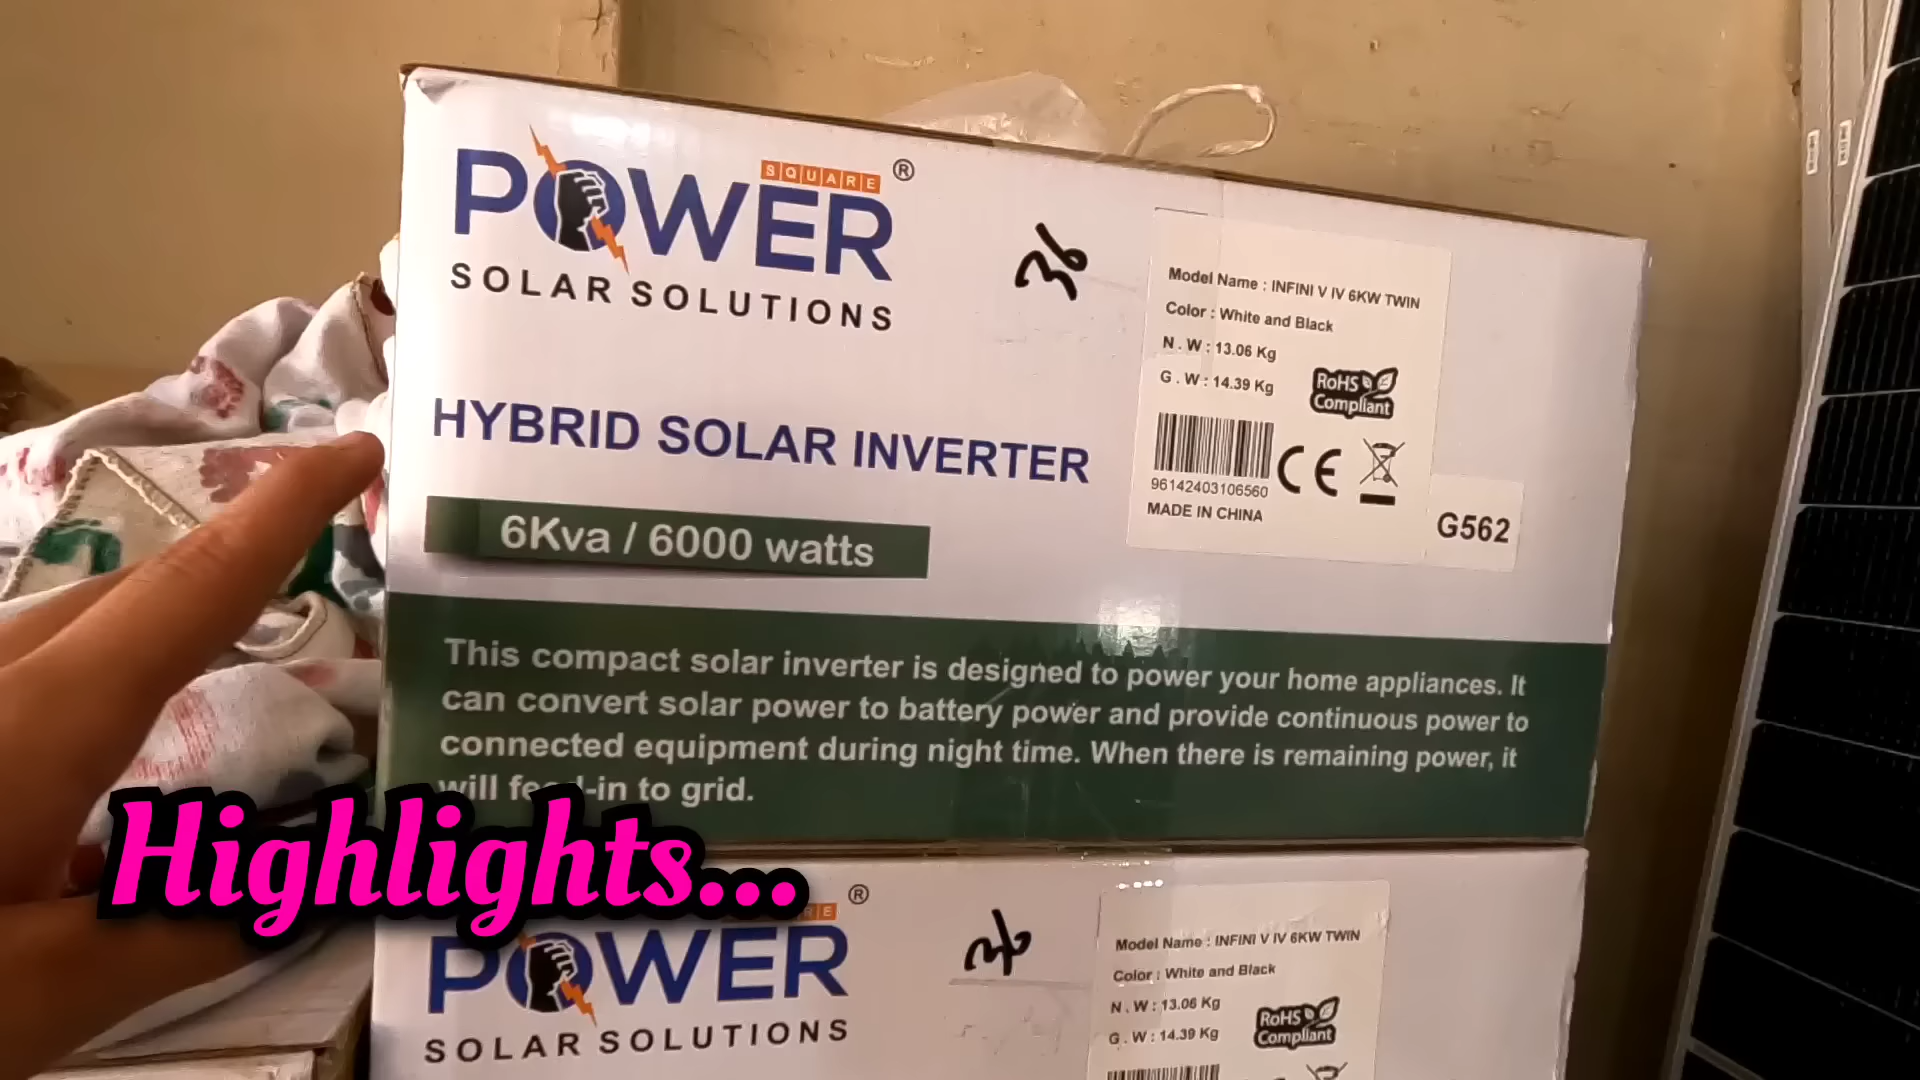 SQUARE ®
POWER
SOLAR SOLUTIONS
HYBRID SOLAR INVERTER
6Kva / 6000 watts
Model Name : INFINI V IV 6KW TWIN
Color : White and Black
N . W : 13.06 Kg
G . W : 14.39 Kg
RoHS
Compliant
CE
96142403106560
MADE IN CHINA
G562
This compact solar inverter is designed to power your home appliances. It
can convert solar power to battery power and provide continuous power to
connected equipment during night time. When there is remaining power, it
will feed-in to grid.
Highlights...
®
POWER
SOLAR SOLUTIONS
Model Name : INFINI V IV 6KW TWIN
Color : White and Black
N . W : 13.06 Kg
G . W : 14.39 Kg
RoHS
Compliant